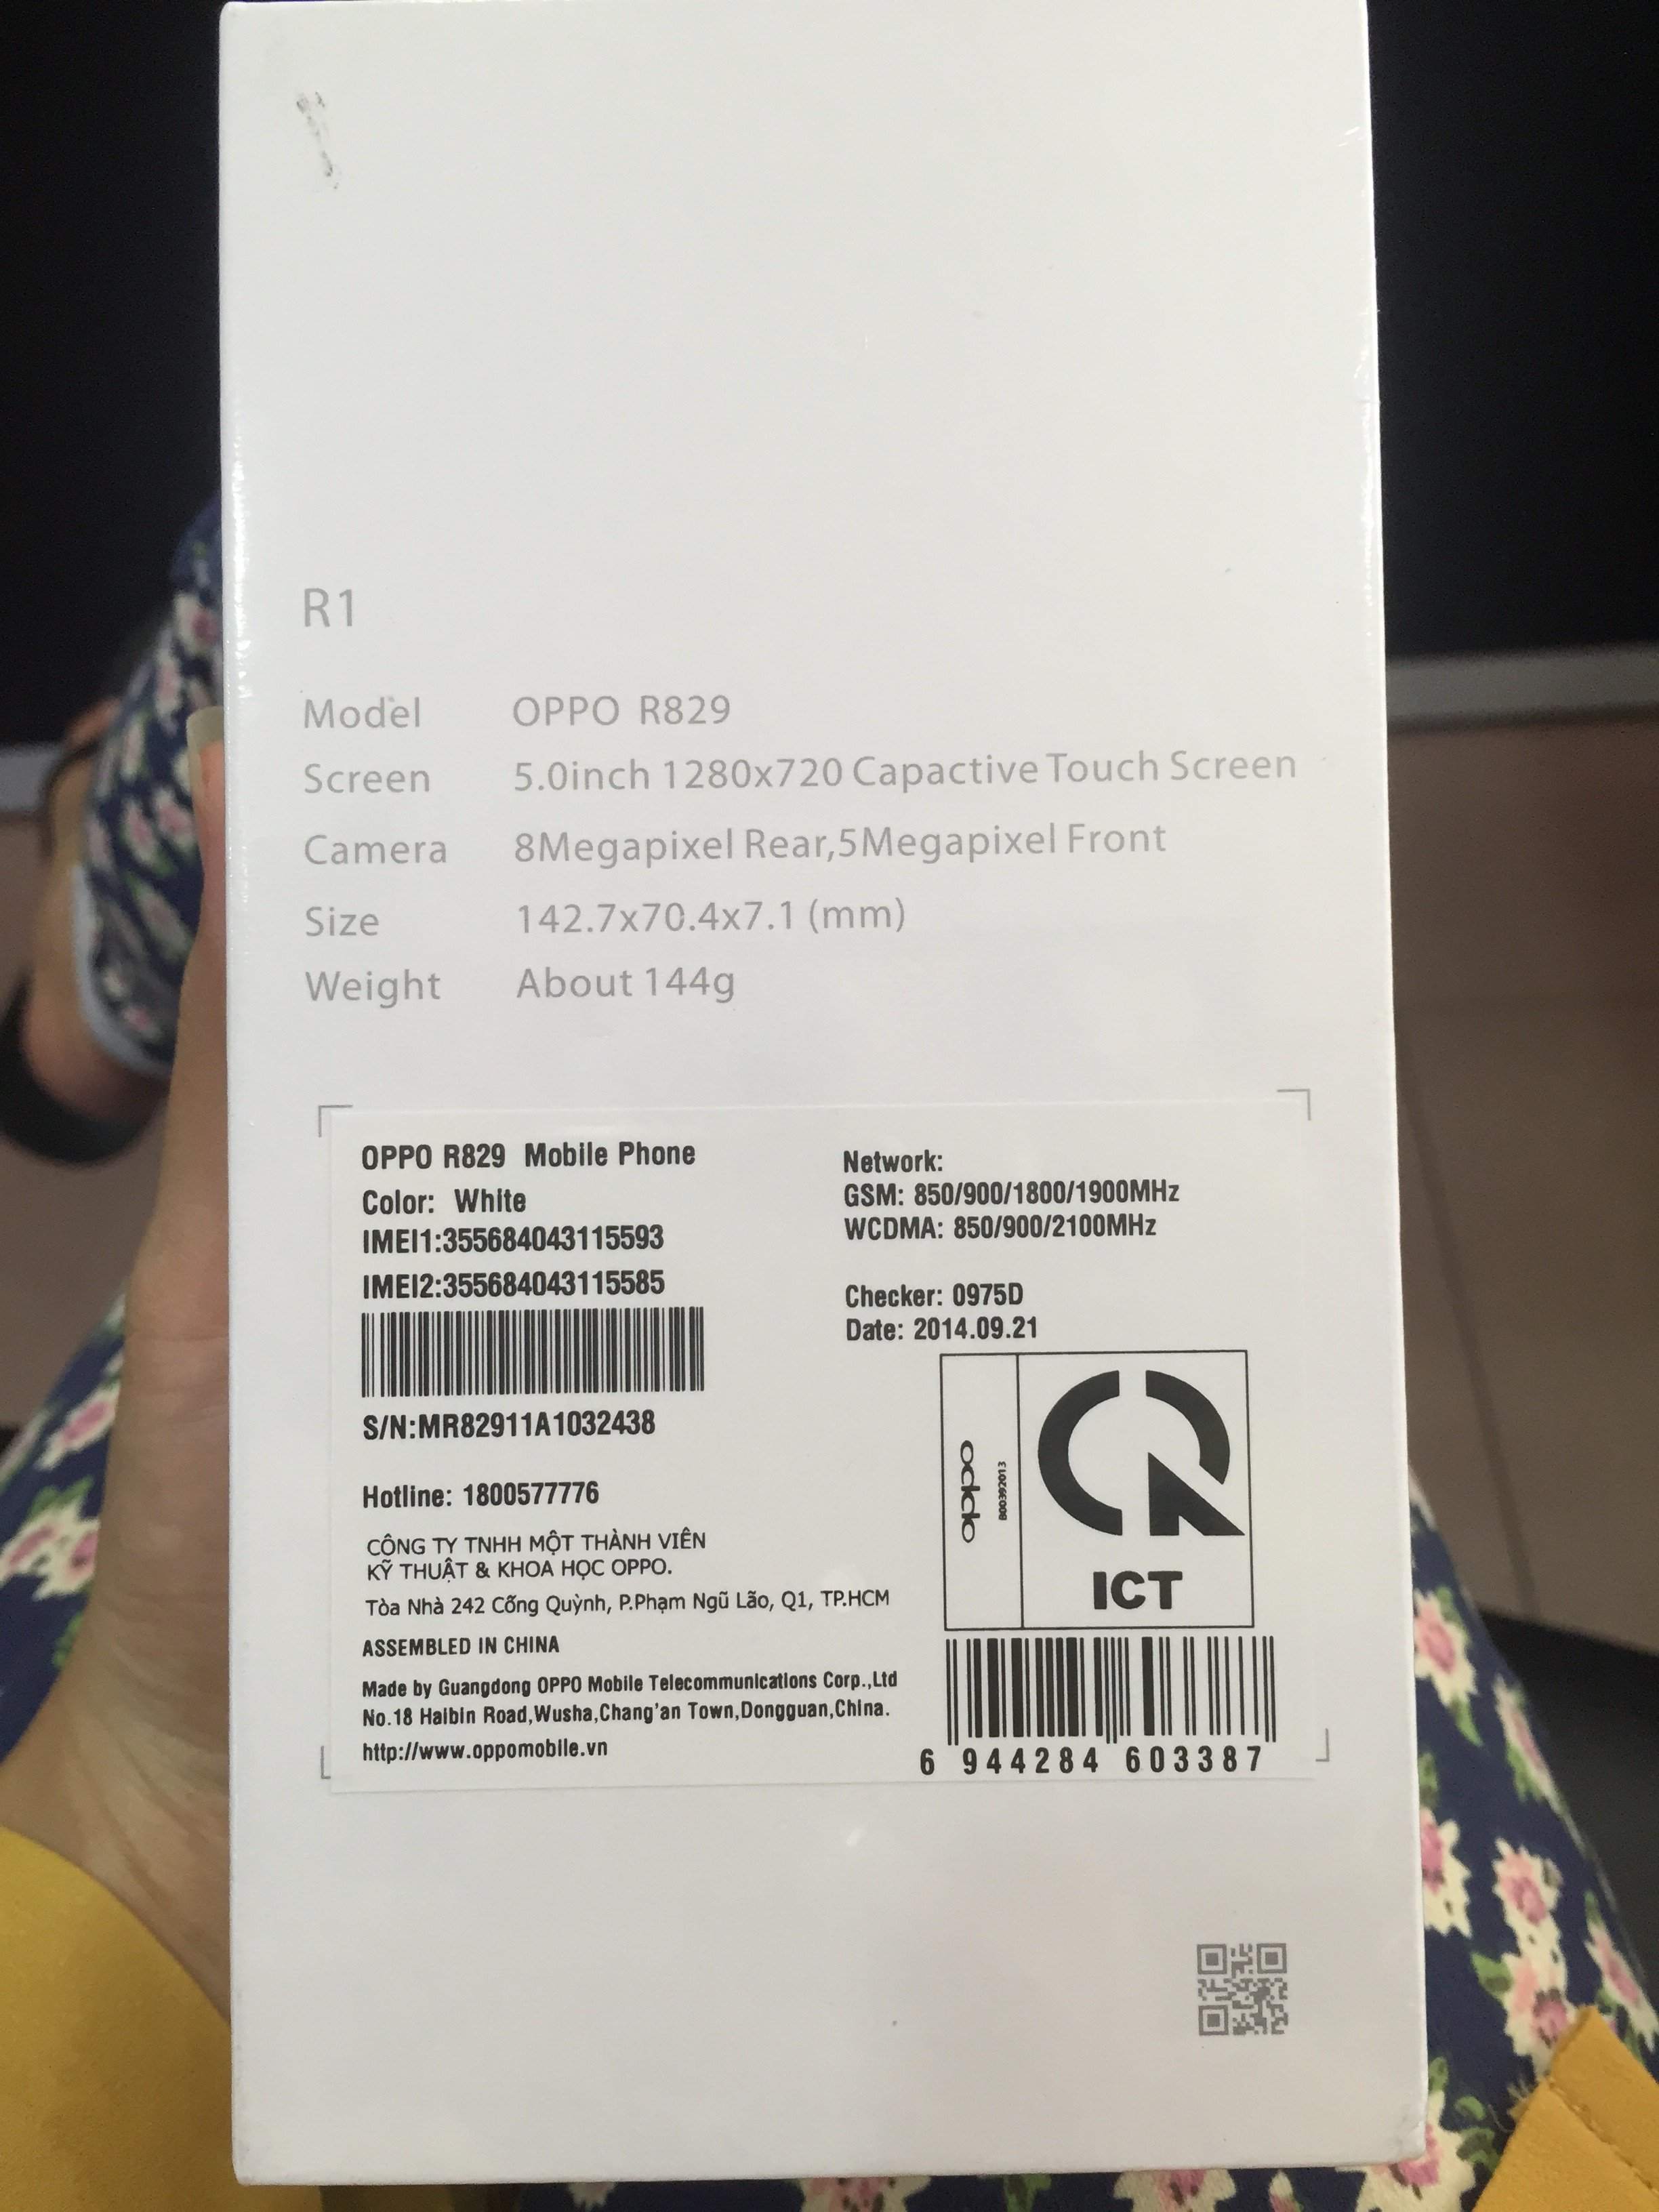 R1
Model OPPO R829
Screen 5.0inch 1280x720 Capactive Touch Screen
Camera 8Megapixel Rear,5Megapixel Front
Size 142.7x70.4x7.1 (mm)
Weight About 144g
OPPO R829 Mobile Phone
Color: White
IMEI1:355684043115593
IMEI2:355684043115585
S/N:MR82911A1032438
Hotline: 1800577776
CÔNG TY TNHH MỘT THÀNH VIÊN
KỸ THUẬT & KHOA HỌC OPPO.
Tòa Nhà 242 Cống Quỳnh, P.Phạm Ngũ Lão, Q1, TP.HCM
ASSEMBLED IN CHINA
Made by Guangdong OPPO Mobile Telecommunications Corp.,Ltd
No.18 Haibin Road,Wusha,Chang'an Town,Dongguan,China.
http://www.oppomobile.vn
Network:
GSM: 850/900/1800/1900MHz
WCDMA: 850/900/2100MHz
Checker: 0975D
Date: 2014.09.21
oppo
B00392013
ICT
6 944284 603387